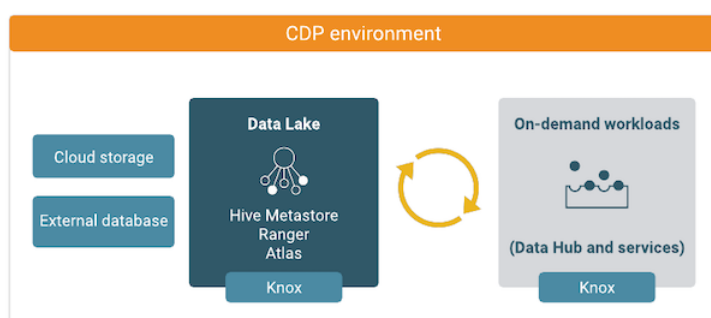 CDP environment
Cloud storage
External database
Data Lake
Hive Metastore
Ranger
Atlas
Knox
On-demand workloads
(Data Hub and services)
Knox